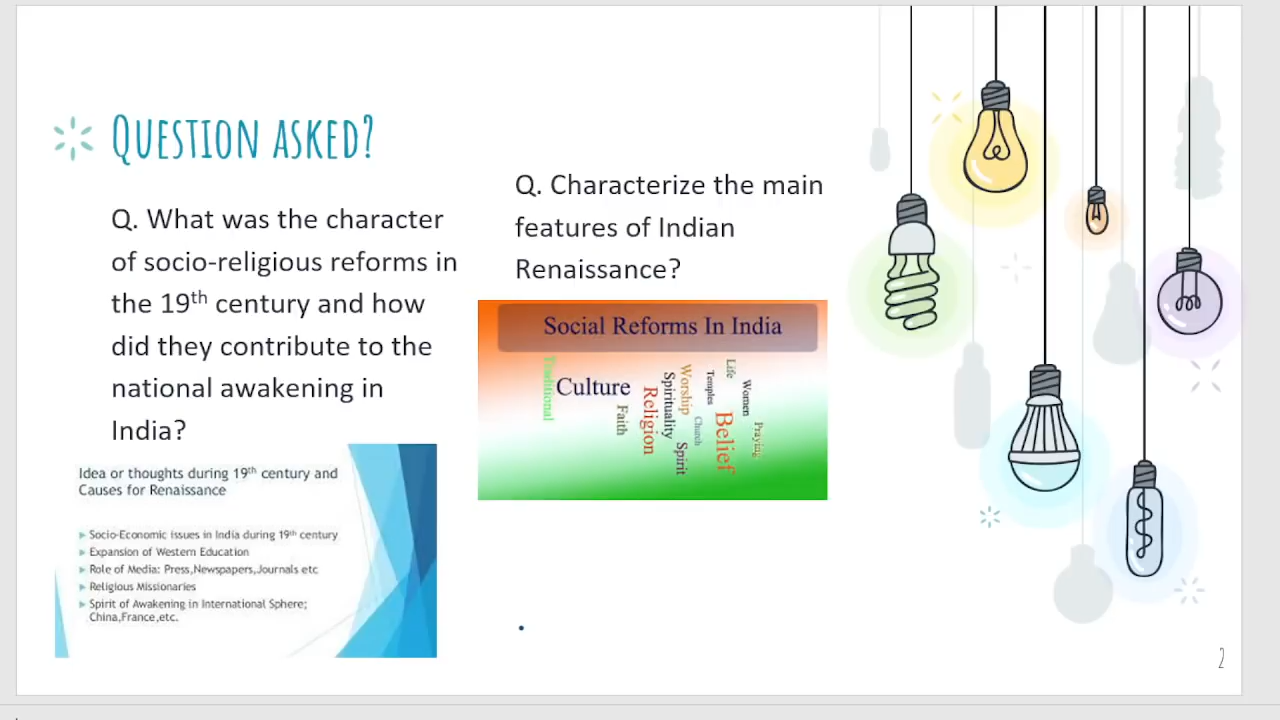 QUESTION ASKED?
Q. What was the character
of socio-religious reforms in
the 19th century and how
did they contribute to the
national awakening in
India?
Idea or thoughts during 19th century and
Causes for Renaissance
Socio-Economic issues in India during 19th century
Expansion of Western Education
Role of Media: Press,Newspapers,Journals etc
Religious Missionaries
Spirit of Awakening in International Sphere;
China,France,etc.
Q. Characterize the main
features of Indian
Renaissance?
Social Reforms In India
Traditional
Culture
Faith
Religion
Spirituality
Worship
Spirit
Church
Temples
Life
Belief
Women
Praying
2